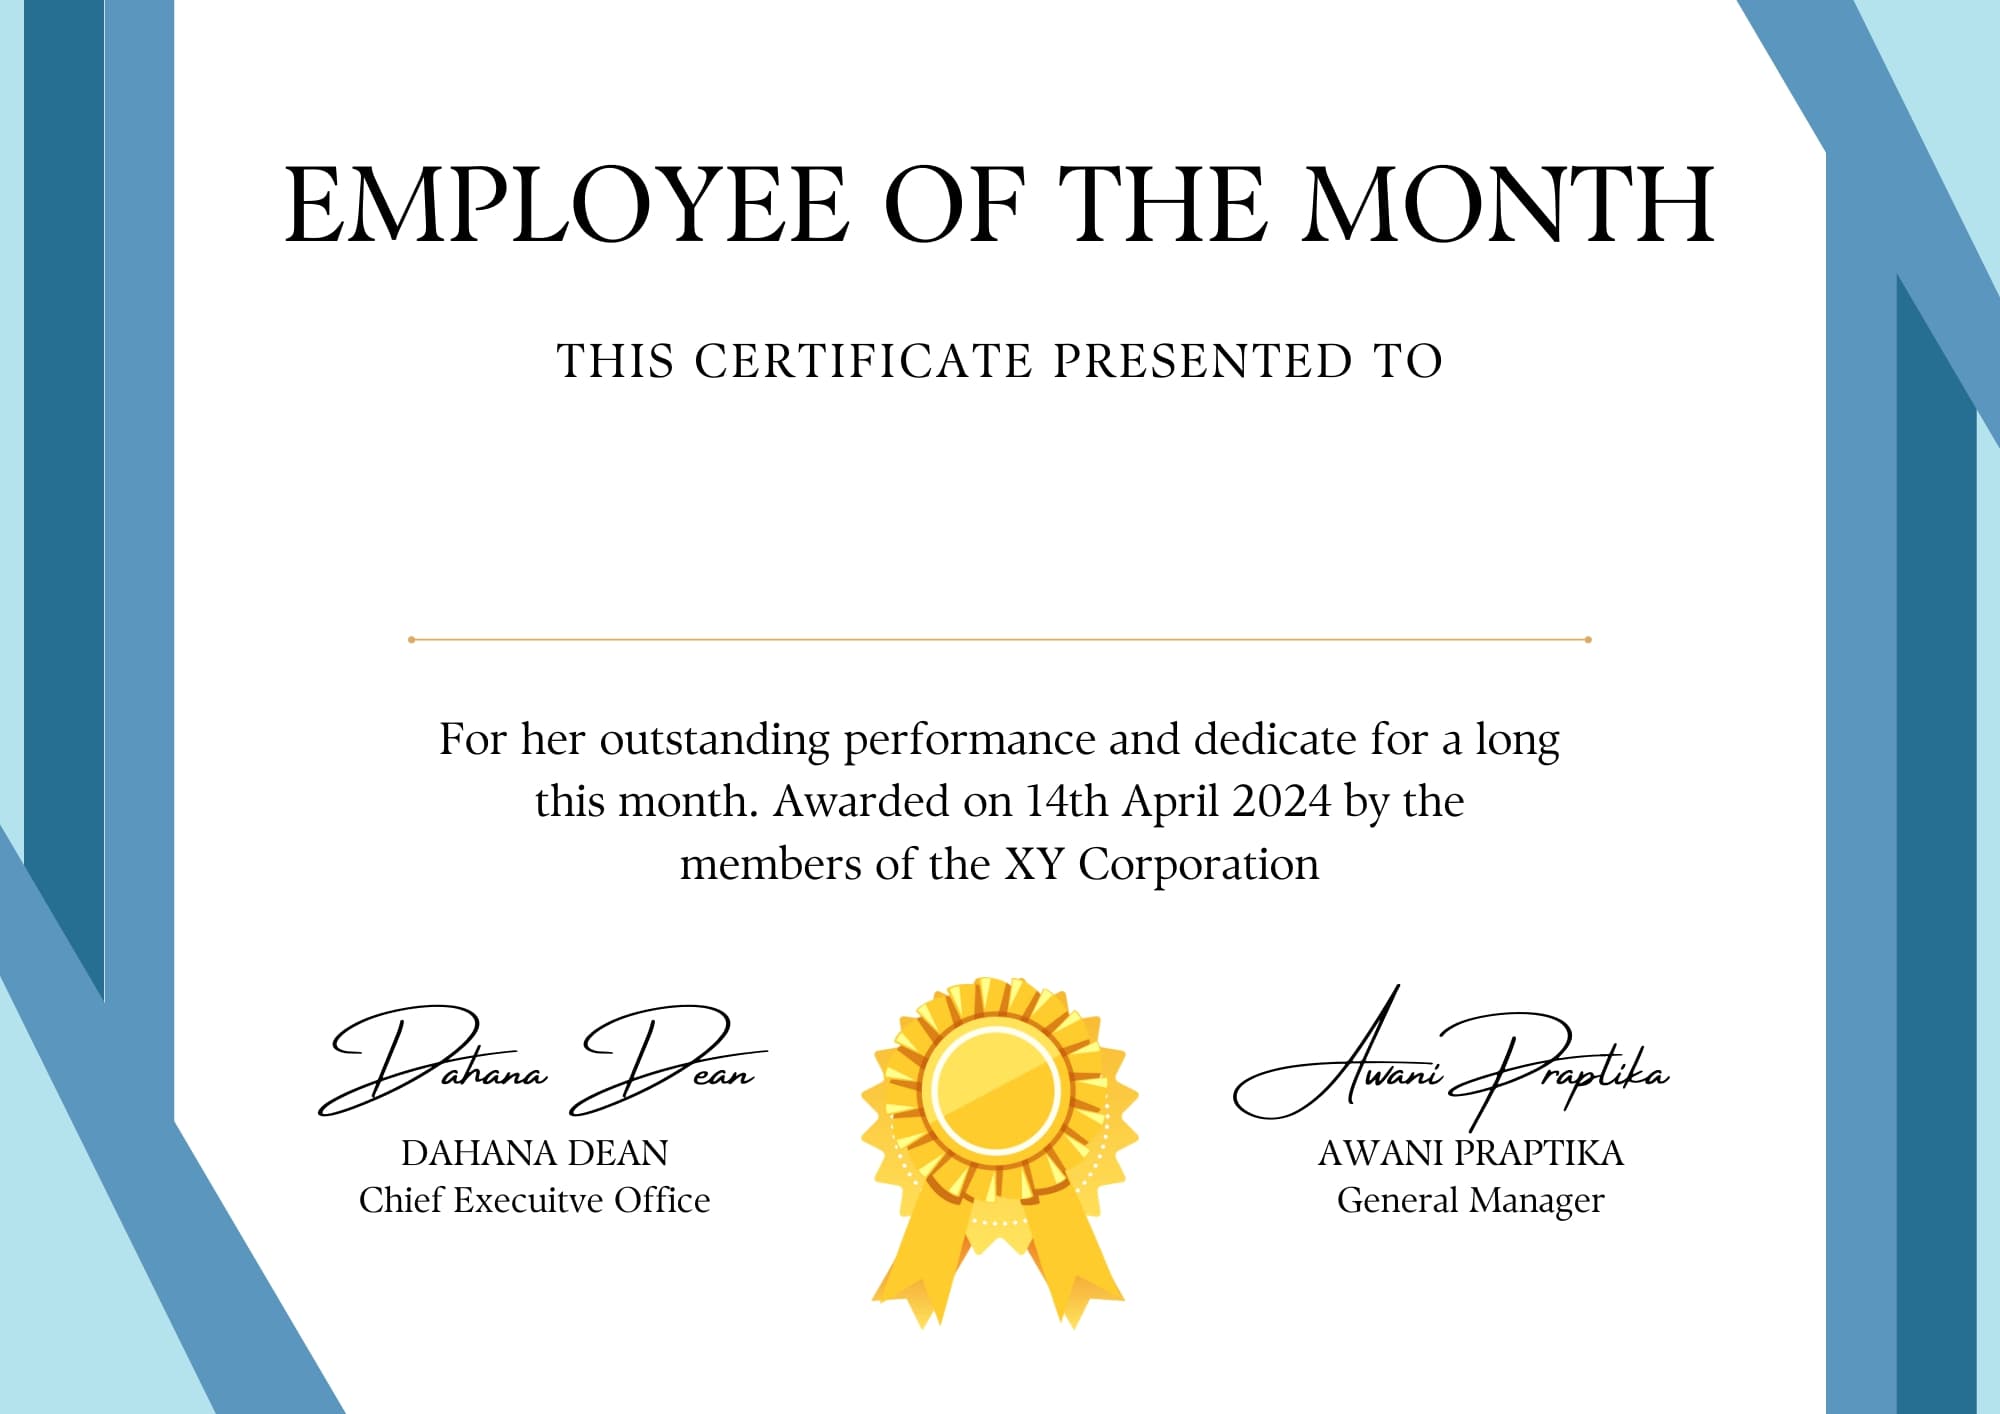 EMPLOYEE OF THE MONTH
THIS CERTIFICATE PRESENTED TO
For her outstanding performance and dedicate for a long
this month. Awarded on 14th April 2024 by the
members of the XY Corporation
Dahana Dean
DAHANA DEAN
Chief Execuitve Office
Awani Praptika
AWANI PRAPTIKA
General Manager